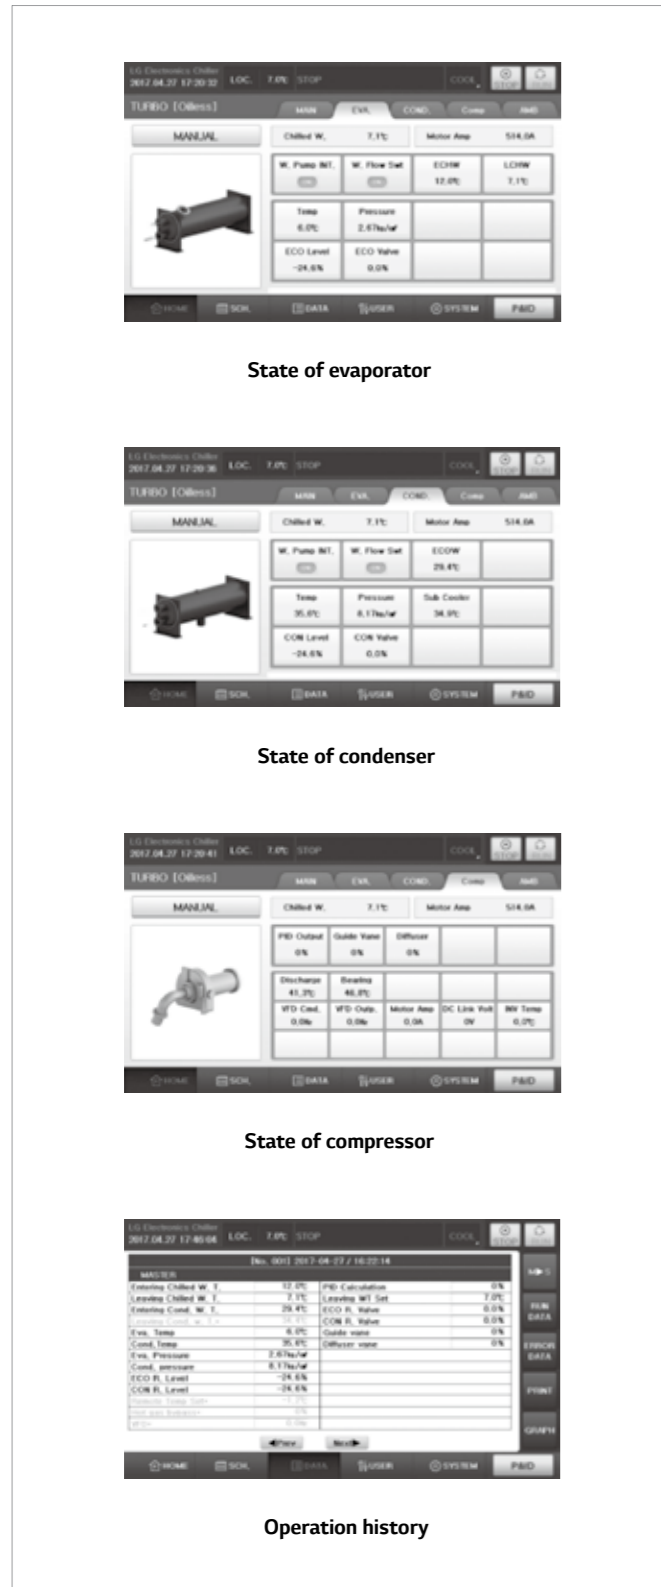 LG Electronics Chiller
2017.04.27 17:20:32 LOC. 7.0℃ STOP COOL STOP RUN
TURBO [Oilless] MAIN EVA. COND. Comp AMB
MANUAL Chilled W. 7.1℃ Motor Amp 514.0A
W. Pump INT. W. Flow Swt ECHW LCHW
12.0℃ 7.1℃
Temp Pressure
6.0℃ 2.67
ECO Level ECO Valve
-24.6% 0.0%
HOME SCH. DATA USER SYSTEM P&ID
State of evaporator
LG Electronics Chiller
2017.04.27 17:20:36 LOC. 7.0℃ STOP COOL STOP RUN
TURBO [Oilless] MAIN EVA. COND. Comp AMB
MANUAL Chilled W. 7.1℃ Motor Amp 514.0A
W. Pump INT. W. Flow Swt ECOW
29.4℃
Temp Pressure Sub Cooler
35.6℃ 8.17 34.9℃
CON Level CON Valve
-24.6% 0.0%
HOME SCH. DATA USER SYSTEM P&ID
State of condenser
LG Electronics Chiller
2017.04.27 17:20:41 LOC. 7.0℃ STOP COOL STOP RUN
TURBO [Oilless] MAIN EVA. COND. Comp AMB
MANUAL Chilled W. 7.1℃ Motor Amp 514.0A
PID Output Guide Vane Diffuser
0% 0% 0%
Discharge Bearing
VFD Cmd. VFD Outp. Motor Amp DC Link Volt INV Temp
0.0Hz 0.0Hz 0.0A 0V 0.0℃
HOME SCH. DATA USER SYSTEM P&ID
State of compressor
LG Electronics Chiller
2017.04.27 17:46:04 LOC. 7.0℃ STOP COOL STOP RUN
[No. 001] 2017-04-27 / 16:22:14
MASTER
Entering Chilled W. T. 12.0℃ PID Calculation 0%
Leaving Chilled W. T. 7.1℃ Leaving WT Set 7.0℃
Entering Cond. W. T. 29.4℃ ECO R. Valve 0.0%
Leaving Cond. w. T. CON R. Valve 0.0%
Eva. Temp 6.0℃ Guide vane 0%
Cond. Temp 35.6℃ Diffuser vane 0%
Eva. Pressure 2.67
Cond. pressure 8.17
ECO R. Level -24.6%
CON R. Level -24.6%
RUN DATA
ERROR DATA
PRINT
GRAPH
Prev Next
HOME SCH. DATA USER SYSTEM P&ID
Operation history